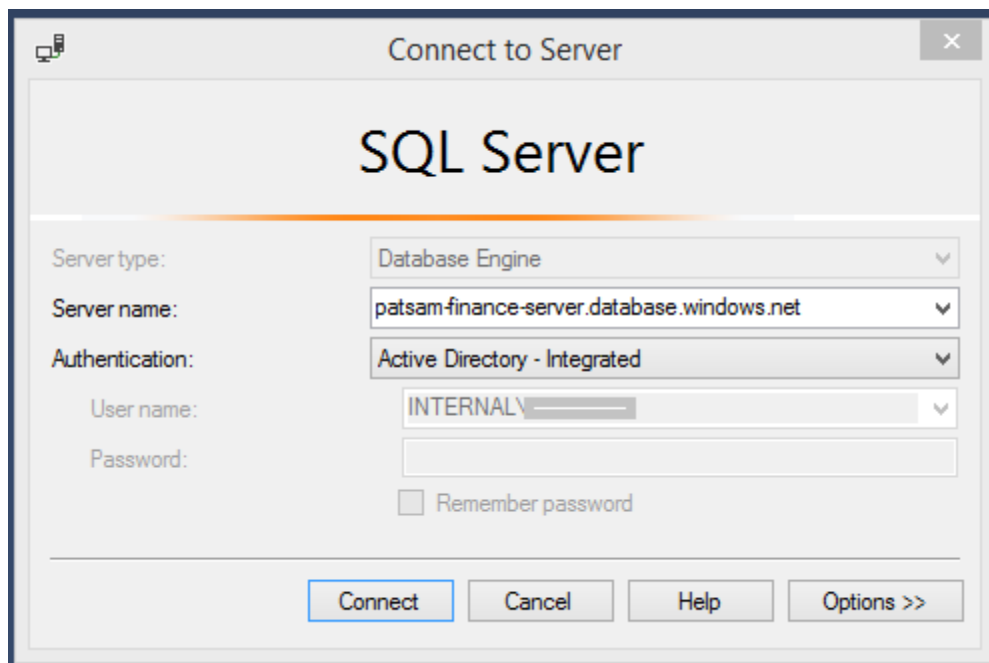 Connect to Server
SQL Server
Server type: Database Engine
Server name: patsam-finance-server.database.windows.net
Authentication: Active Directory - Integrated
User name: INTERNAL\
Password:
Remember password
Connect Cancel Help Options >>